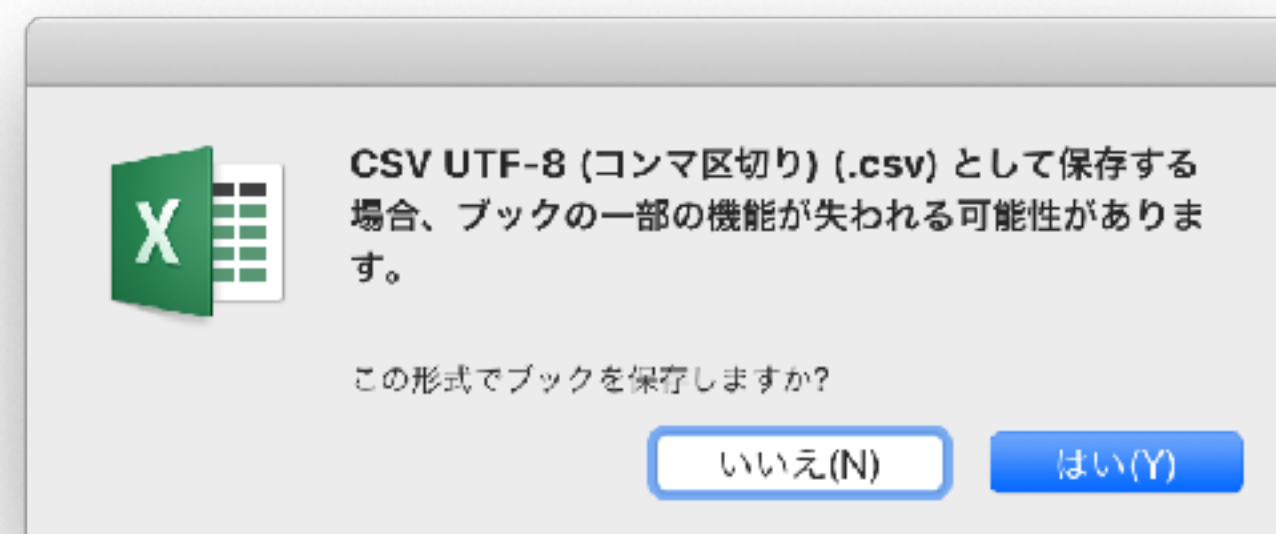 X
CSV UTF-8 (コンマ区切り) (.csv) として保存する
場合、ブックの一部の機能が失われる可能性がありま
す。
この形式でブックを保存しますか?
いいえ(N) はい(Y)